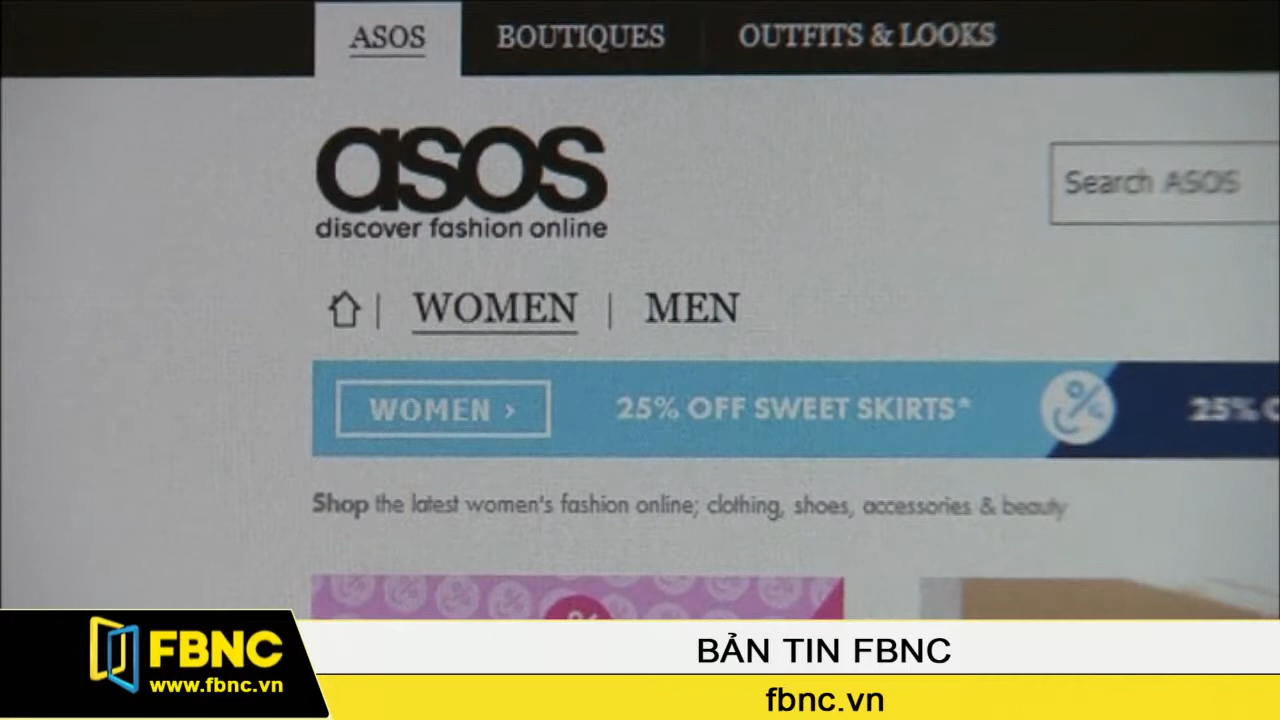 ASOS BOUTIQUES OUTFITS & LOOKS
asos
discover fashion online
Search ASOS
WOMEN | MEN
WOMEN › 25% OFF SWEET SKIRTS* 25%
Shop the latest women's fashion online; clothing, shoes, accessories & beauty
FBNC
www.fbnc.vn
BẢN TIN FBNC
fbnc.vn